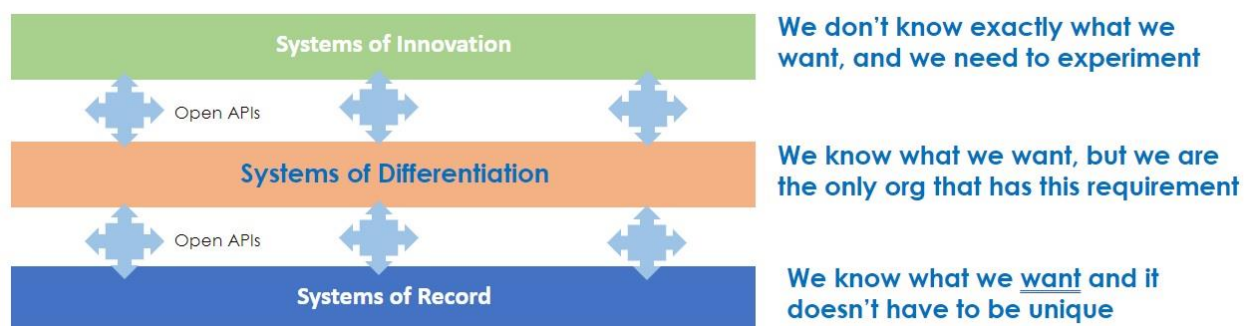 Systems of Innovation
We don't know exactly what we
want, and we need to experiment
Open APIs
Systems of Differentiation
We know what we want, but we are
the only org that has this requirement
Open APIs
Systems of Record
We know what we want and it
doesn't have to be unique